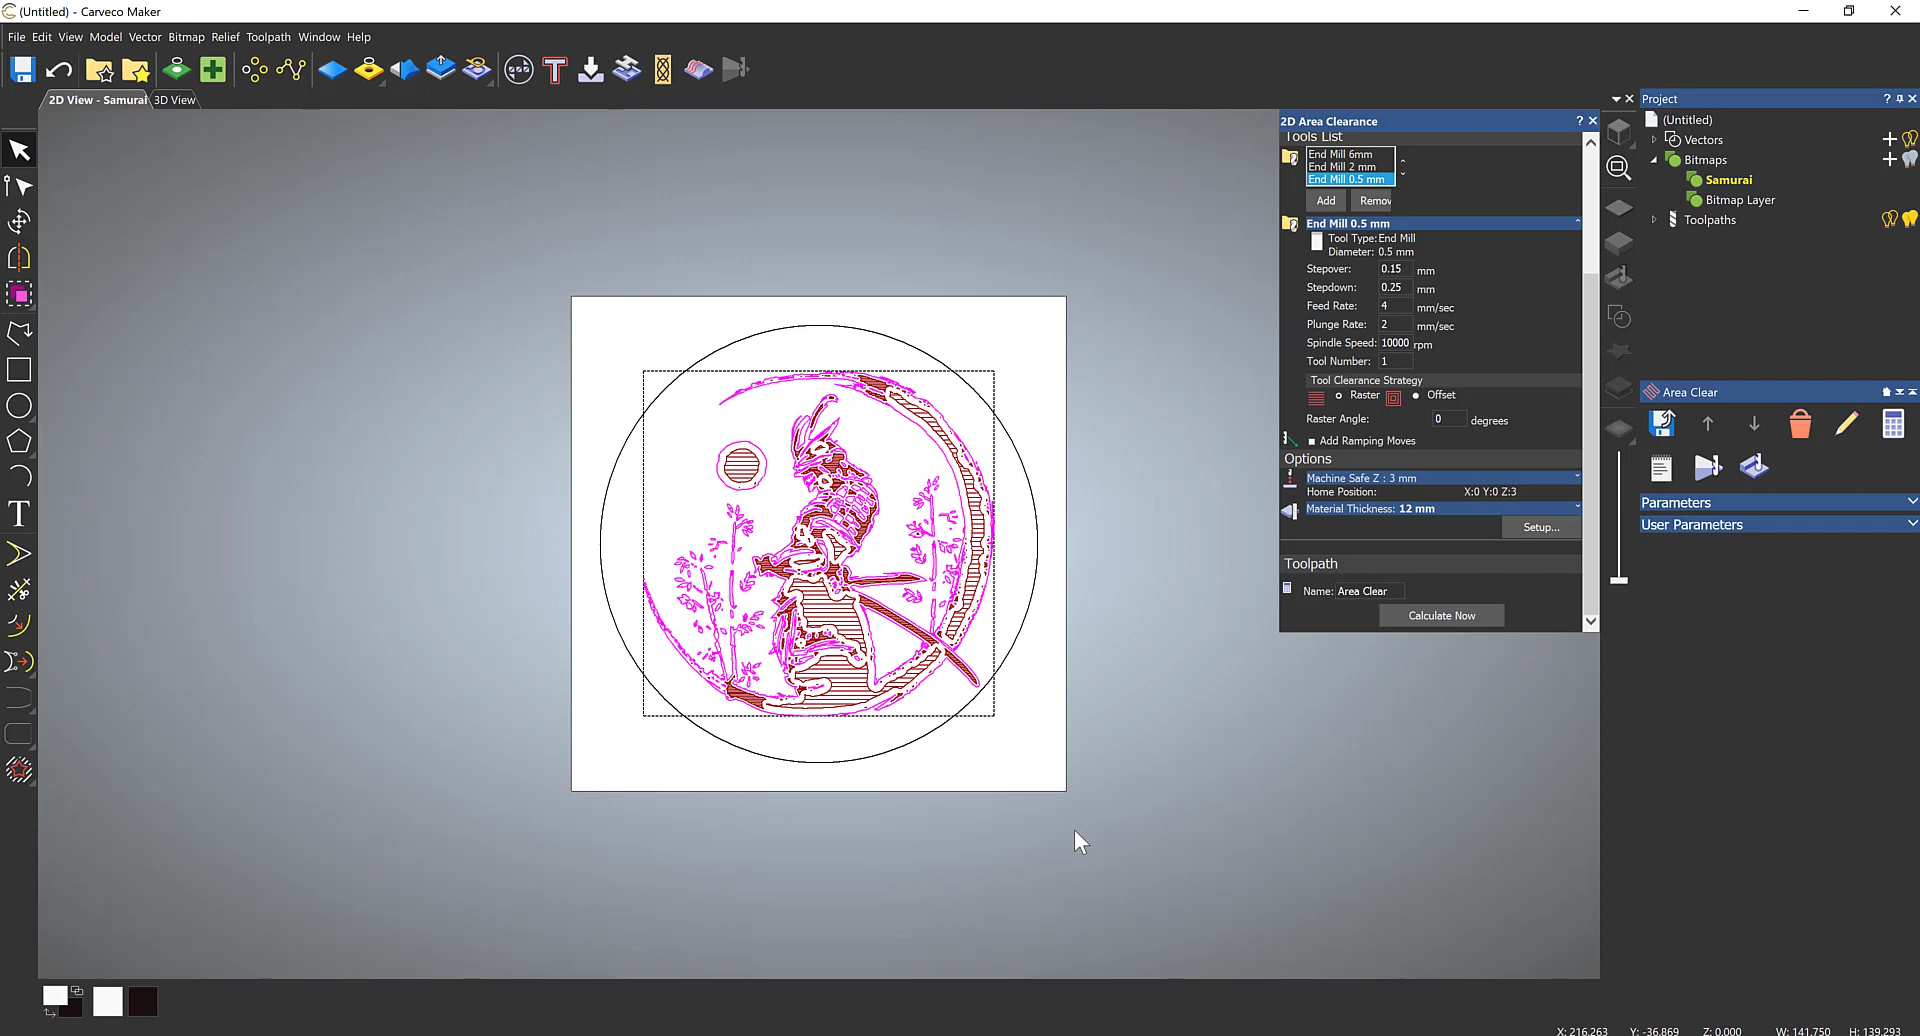 (Untitled) - Carveco Maker
File Edit View Model Vector Bitmap Relief Toolpath Window Help
2D View - Samurai 3D View
2D Area Clearance
Tools List
End Mill 6mm
End Mill 2 mm
End Mill 0.5 mm
Add Remov
End Mill 0.5 mm
Tool Type: End Mill
Diameter: 0.5 mm
Stepover: 0.15 mm
Stepdown: 0.25 mm
Feed Rate: 4 mm/sec
Plunge Rate: 2 mm/sec
Spindle Speed: 10000 rpm
Tool Number: 1
Tool Clearance Strategy
Raster Offset
Raster Angle: 0 degrees
Add Ramping Moves
Options
Machine Safe Z : 3 mm
Home Position: X:0 Y:0 Z:3
Material Thickness: 12 mm
Setup...
Toolpath
Name: Area Clear
Calculate Now
Project
(Untitled)
Vectors
Bitmaps
Samurai
Bitmap Layer
Toolpaths
Area Clear
Parameters
User Parameters
X: 216.263 Y: -36.869 Z: 0.000 W: 141.750 H: 139.293